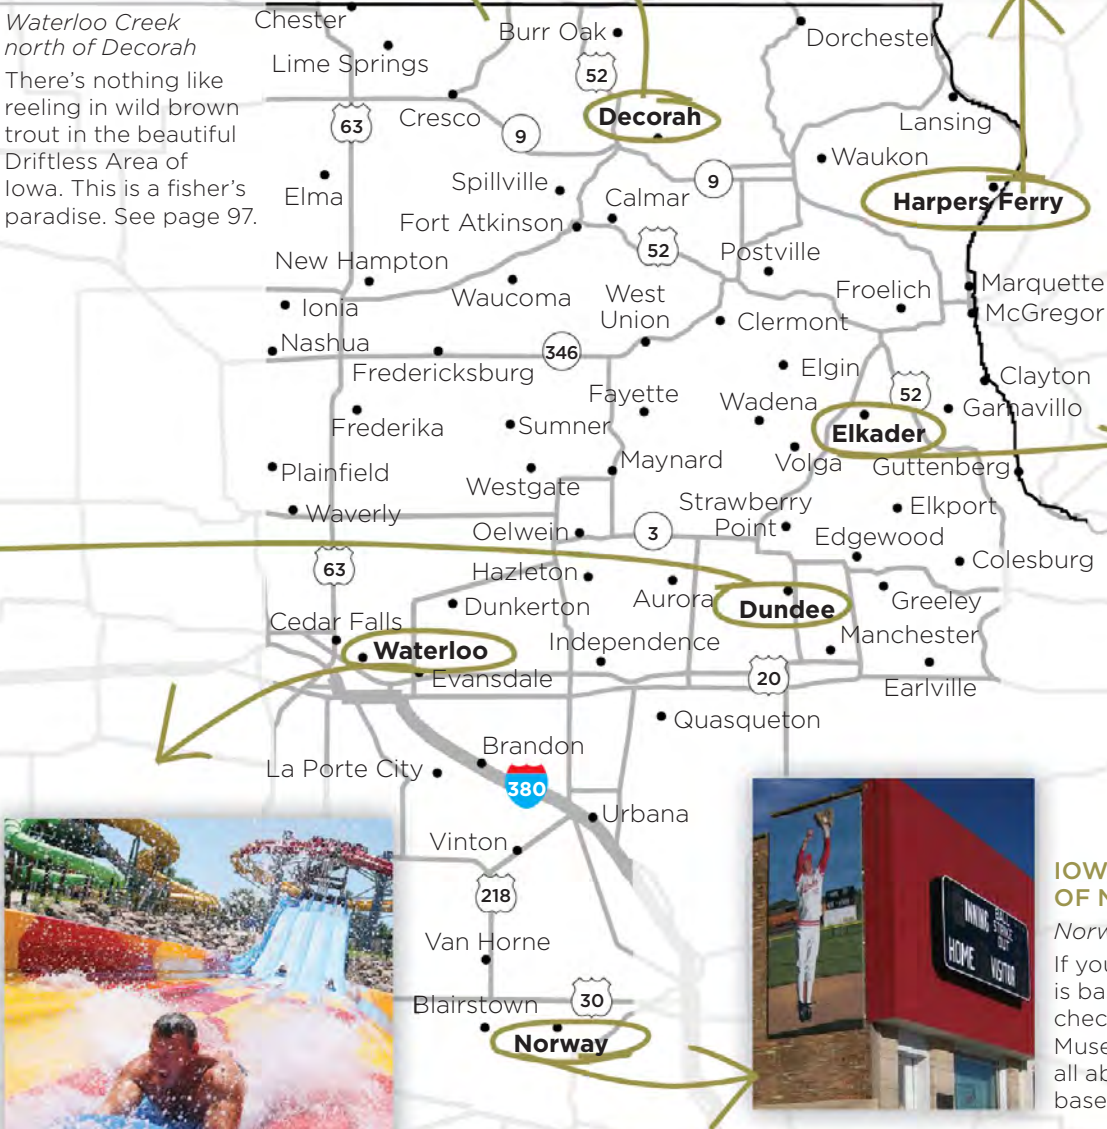 Waterloo Creek
north of Decorah
There's nothing like
reeling in wild brown
trout in the beautiful
Driftless Area of
Iowa. This is a fisher's
paradise. See page 97.
Chester
Burr Oak
Dorchester
Lime Springs
52
Cresco
63
9
Decorah
Lansing
Waukon
Elma
Spillville
9
Calmar
Harpers Ferry
Fort Atkinson
52
Postville
New Hampton
Waucoma
West
Union
Froelich
Marquette
McGregor
Ionia
Clermont
Nashua
346
Fredericksburg
Elgin
Clayton
Fayette
Wadena
52
Garnavillo
Frederika
Sumner
Elkader
Plainfield
Westgate
Maynard
Volga
Guttenberg
Waverly
Strawberry
Point
Elkport
Oelwein
3
Edgewood
Colesburg
63
Hazleton
Aurora
Dundee
Greeley
Dunkerton
Cedar Falls
Independence
Manchester
Waterloo
Evansdale
20
Earlville
Quasqueton
Brandon
La Porte City
380
Urbana
Vinton
218
Van Horne
Blairstown
30
Norway
INNING
BALL
STRIKE
OUT
HOME
VISITOR
IOW
OF N
Norw
If you
is ba
chec
Muse
all ab
base